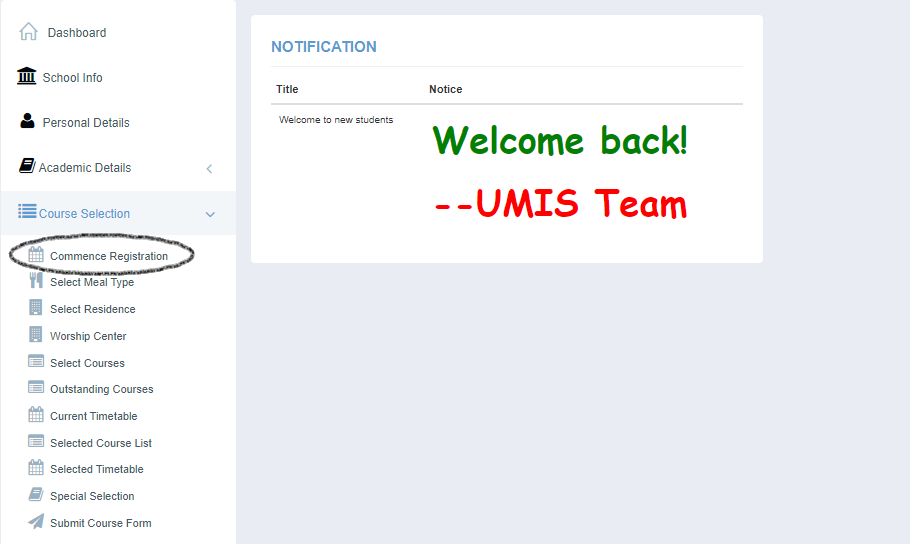 Dashboard
School Info
Personal Details
Academic Details
Course Selection
Commence Registration
Select Meal Type
Select Residence
Worship Center
Select Courses
Outstanding Courses
Current Timetable
Selected Course List
Selected Timetable
Special Selection
Submit Course Form
NOTIFICATION
Title Notice
Welcome to new students
Welcome back!
--UMIS Team